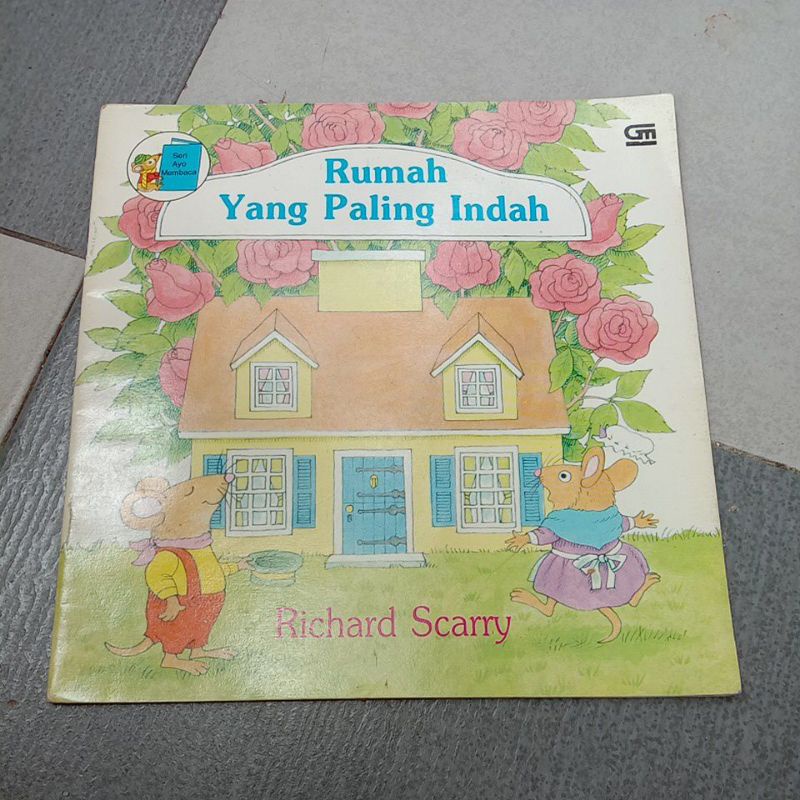 Seri
Ayo
Membaca
Rumah
Yang Paling Indah
Richard Scarry